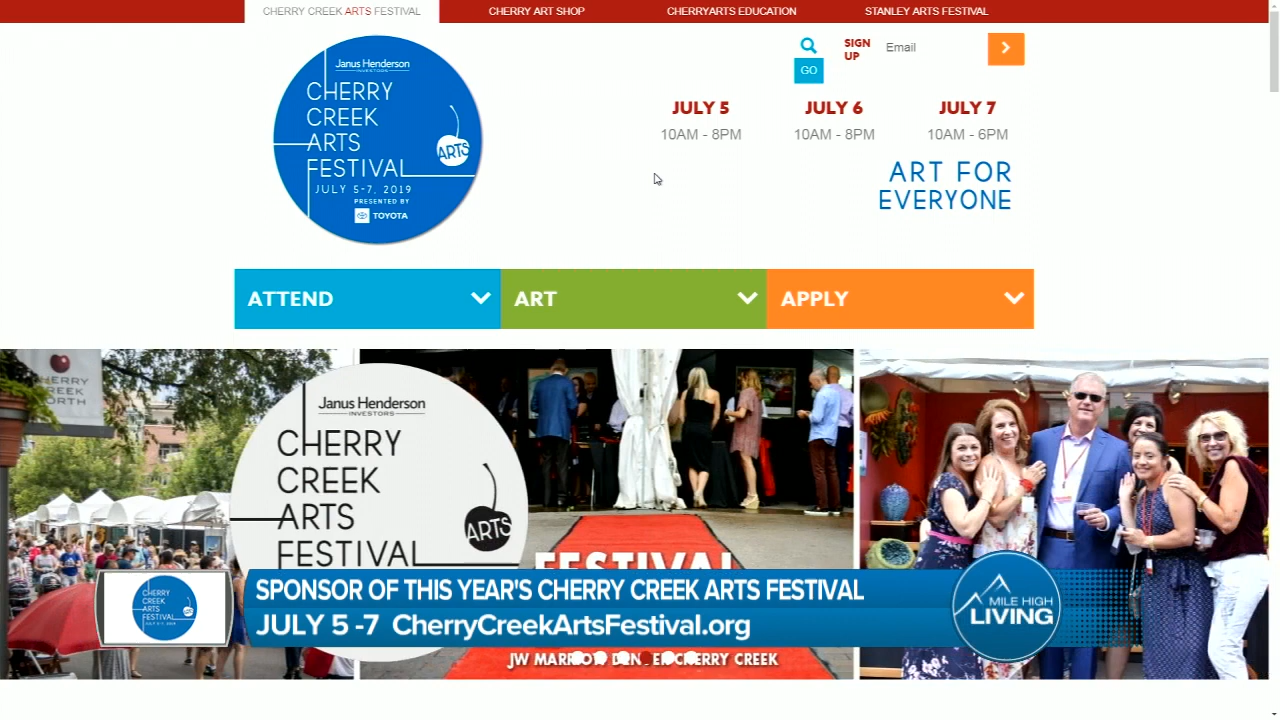 CHERRY CREEK ARTS FESTIVAL
CHERRY ART SHOP
CHERRYARTS EDUCATION
STANLEY ARTS FESTIVAL
SIGN
UP
Email
GO
Janus Henderson
INVESTORS
CHERRY
CREEK
ARTS
FESTIVAL
ARTS
JULY 5-7, 2019
PRESENTED BY
TOYOTA
JULY 5
10AM - 8PM
JULY 6
10AM - 8PM
JULY 7
10AM - 6PM
ART FOR
EVERYONE
ATTEND
ART
APPLY
CREEK
Janus Henderson
INVESTORS
CHERRY
CREEK
ARTS
FESTIVAL
ARTS
FESTIVAL
CHERRY
CREEK
ARTS
FESTIVAL
ARTS
SPONSOR OF THIS YEAR'S CHERRY CREEK ARTS FESTIVAL
JULY 5 -7 CherryCreekArtsFestival.org
MILE HIGH
LIVING
JW CHERRY CREEK